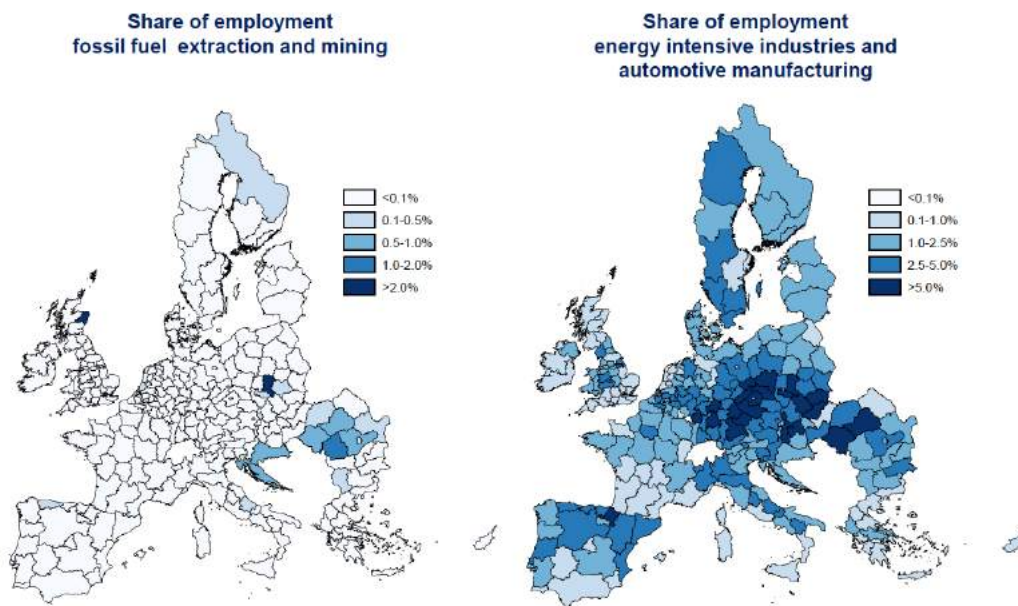 Share of employment
fossil fuel extraction and mining
<0.1%
0.1-0.5%
0.5-1.0%
1.0-2.0%
>2.0%
Share of employment
energy intensive industries and
automotive manufacturing
<0.1%
0.1-1.0%
1.0-2.5%
2.5-5.0%
>5.0%